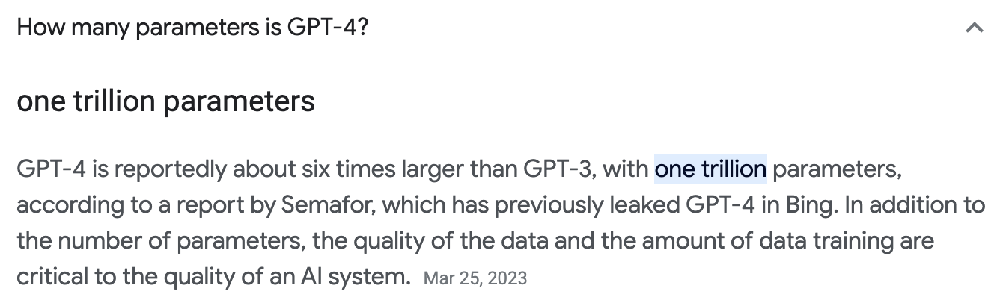 How many parameters is GPT-4?
one trillion parameters
GPT-4 is reportedly about six times larger than GPT-3, with one trillion parameters,
according to a report by Semafor, which has previously leaked GPT-4 in Bing. In addition to
the number of parameters, the quality of the data and the amount of data training are
critical to the quality of an AI system. Mar 25, 2023